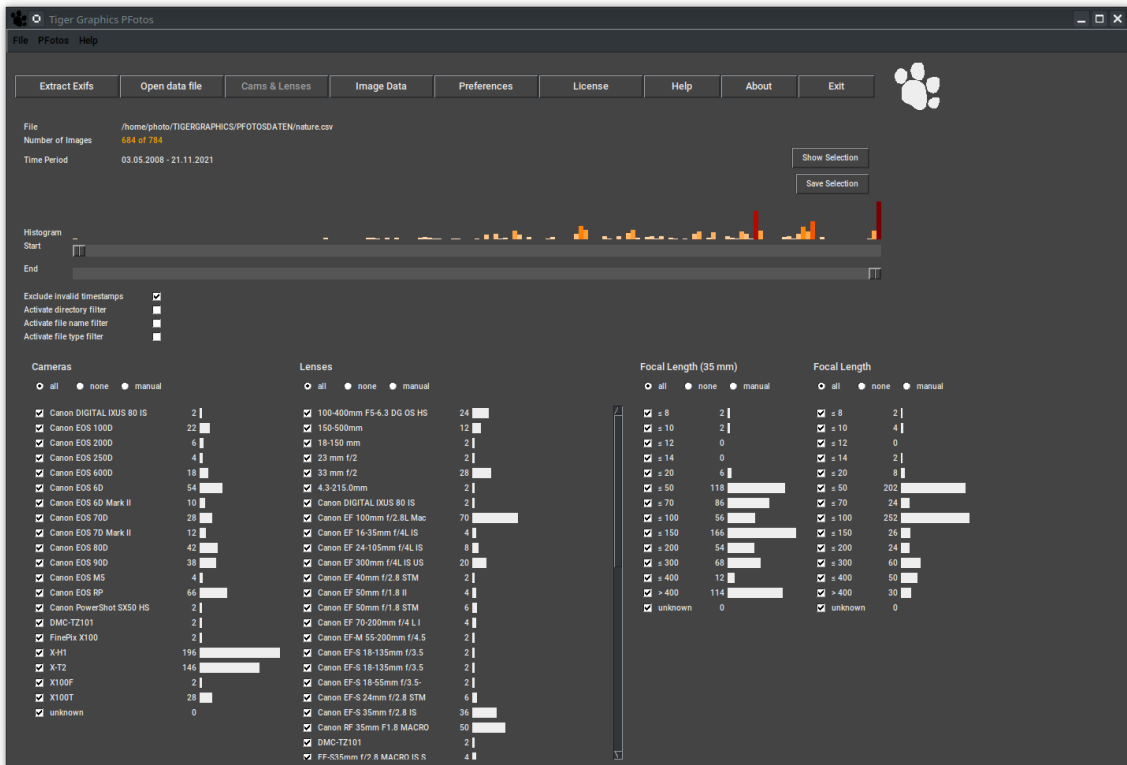 Tiger Graphics PFotos
File PFotos Help
Extract Exifs Open data file Cams & Lenses Image Data Preferences License Help About Exit
File /home/photo/TIGERGRAPHICS/PFOTOSDATEN/nature.csv
Number of Images 684 of 784
Time Period 03.05.2008 - 21.11.2021
Show Selection
Save Selection
Histogram
Start
End
Exclude invalid timestamps
Activate directory filter
Activate file name filter
Activate file type filter
Cameras Lenses Focal Length (35 mm) Focal Length
all none manual all none manual all none manual all none manual
Canon DIGITAL IXUS 80 IS 2 100-400mm F5-6.3 DG OS HS 24 ≤ 8 2 ≤ 8 2
Canon EOS 100D 22 150-500mm 12 ≤ 10 2 ≤ 10 4
Canon EOS 200D 6 18-150 mm 2 ≤ 12 0 ≤ 12 0
Canon EOS 250D 4 23 mm f/2 2 ≤ 14 0 ≤ 14 2
Canon EOS 600D 18 33 mm f/2 28 ≤ 20 6 ≤ 20 8
Canon EOS 6D 54 4.3-215.0mm 2 ≤ 50 118 ≤ 50 202
Canon EOS 6D Mark II 10 Canon DIGITAL IXUS 80 IS 2 ≤ 70 86 ≤ 70 24
Canon EOS 70D 28 Canon EF 100mm f/2.8L Mac 70 ≤ 100 56 ≤ 100 252
Canon EOS 7D Mark II 12 Canon EF 16-35mm f/4L IS 4 ≤ 150 166 ≤ 150 26
Canon EOS 80D 42 Canon EF 24-105mm f/4L IS 8 ≤ 200 54 ≤ 200 24
Canon EOS 90D 38 Canon EF 300mm f/4L IS US 20 ≤ 300 68 ≤ 300 60
Canon EOS M5 4 Canon EF 40mm f/2.8 STM 2 ≤ 400 12 ≤ 400 50
Canon EOS RP 66 Canon EF 50mm f/1.8 II 4 > 400 114 > 400 30
Canon PowerShot SX50 HS 2 Canon EF 50mm f/1.8 STM 6 unknown 0 unknown 0
DMC-TZ101 2 Canon EF 70-200mm f/4 L I 4
FinePix X100 2 Canon EF-M 55-200mm f/4.5 2
X-H1 196 Canon EF-S 18-135mm f/3.5 2
X-T2 146 Canon EF-S 18-135mm f/3.5 2
X100F 2 Canon EF-S 18-55mm f/3.5- 2
X100T 28 Canon EF-S 24mm f/2.8 STM 6
unknown 0 Canon EF-S 35mm f/2.8 IS 36
Canon RF 35mm F1.8 MACRO 50
DMC-TZ101 2
EF-S35mm f/2.8 MACRO IS S 4